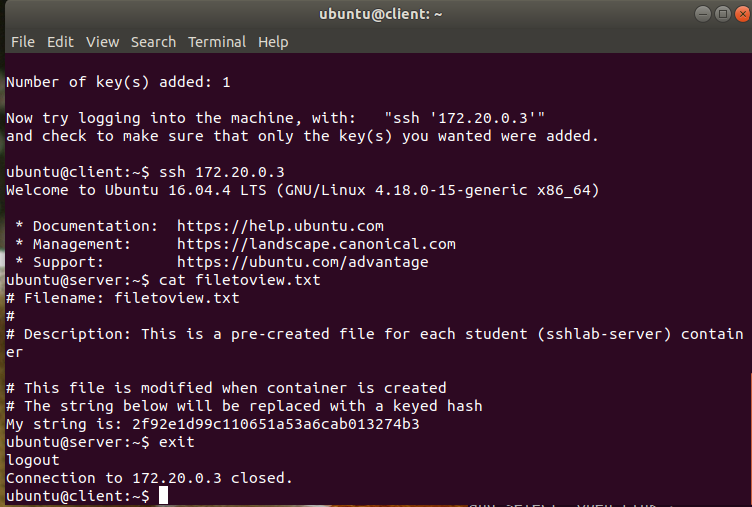 ubuntu@client: ~
File Edit View Search Terminal Help
Number of key(s) added: 1
Now try logging into the machine, with:   "ssh '172.20.0.3'"
and check to make sure that only the key(s) you wanted were added.
ubuntu@client:~$ ssh 172.20.0.3
Welcome to Ubuntu 16.04.4 LTS (GNU/Linux 4.18.0-15-generic x86_64)
 * Documentation:  https://help.ubuntu.com
 * Management:     https://landscape.canonical.com
 * Support:        https://ubuntu.com/advantage
ubuntu@server:~$ cat filetoview.txt
# Filename: filetoview.txt
#
# Description: This is a pre-created file for each student (sshlab-server) contain
er
# This file is modified when container is created
# The string below will be replaced with a keyed hash
My string is: 2f92e1d99c110651a53a6cab013274b3
ubuntu@server:~$ exit
logout
Connection to 172.20.0.3 closed.
ubuntu@client:~$